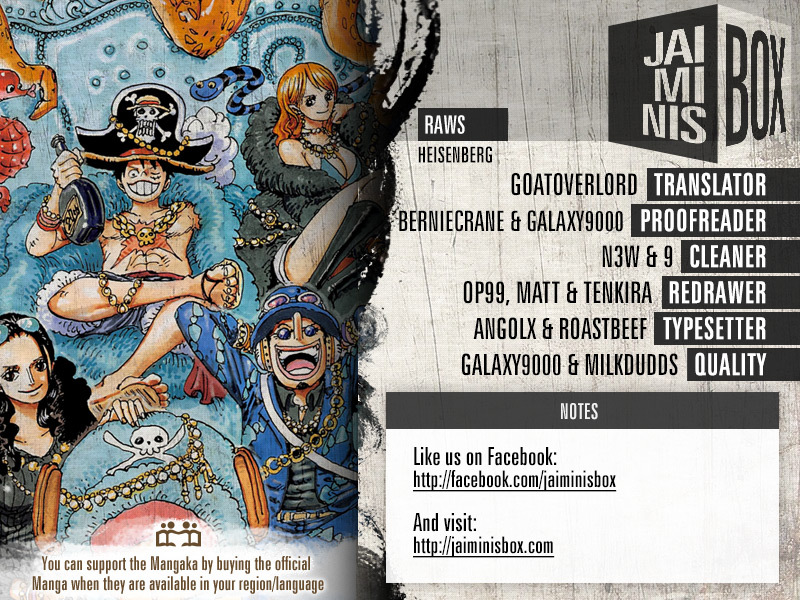 JAI
MI
NIS
BOX
RAWS
HEISENBERG
GOATOVERLORD TRANSLATOR
BERNIECRANE & GALAXY9000 PROOFREADER
N3W & 9 CLEANER
OP99, MATT & TENKIRA REDRAWER
ANGOLX & ROASTBEEF TYPESETTER
GALAXY9000 & MILKDUDDS QUALITY
NOTES
Like us on Facebook:
http://facebook.com/jaiminisbox
And visit:
http://jaiminisbox.com
You can support the Mangaka by buying the official
Manga when they are available in your region/language